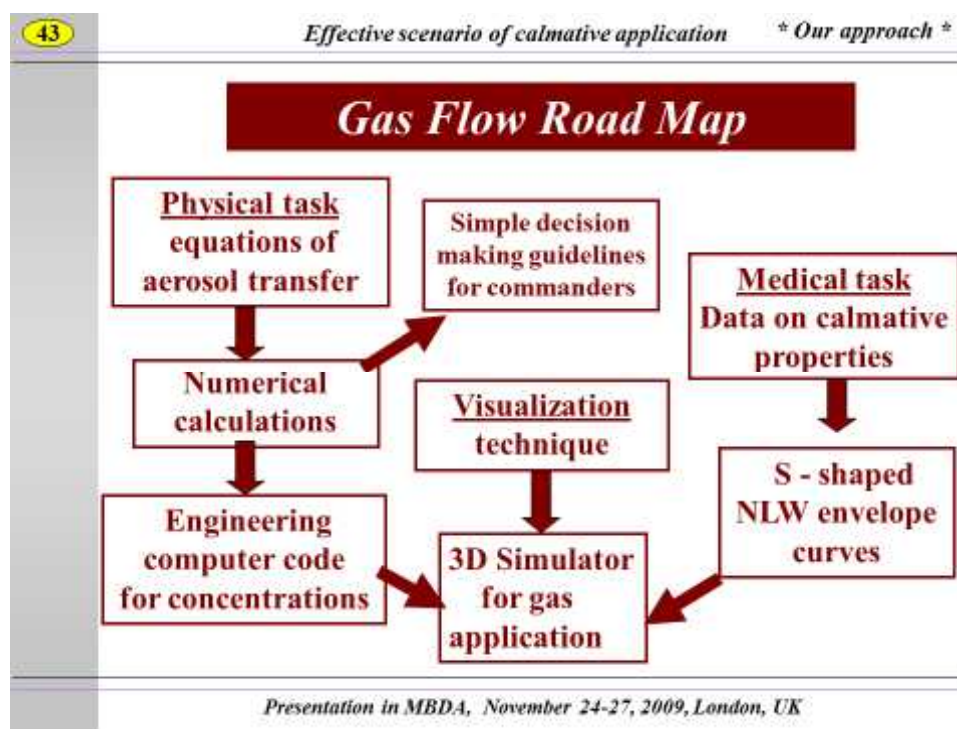 43
Effective scenario of calmative application
* Our approach *
Gas Flow Road Map
Physical task
equations of
aerosol transfer
Simple decision
making guidelines
for commanders
Medical task
Data on calmative
properties
Numerical
calculations
Visualization
technique
S - shaped
NLW envelope
curves
Engineering
computer code
for concentrations
3D Simulator
for gas
application
Presentation in MBDA, November 24-27, 2009, London, UK